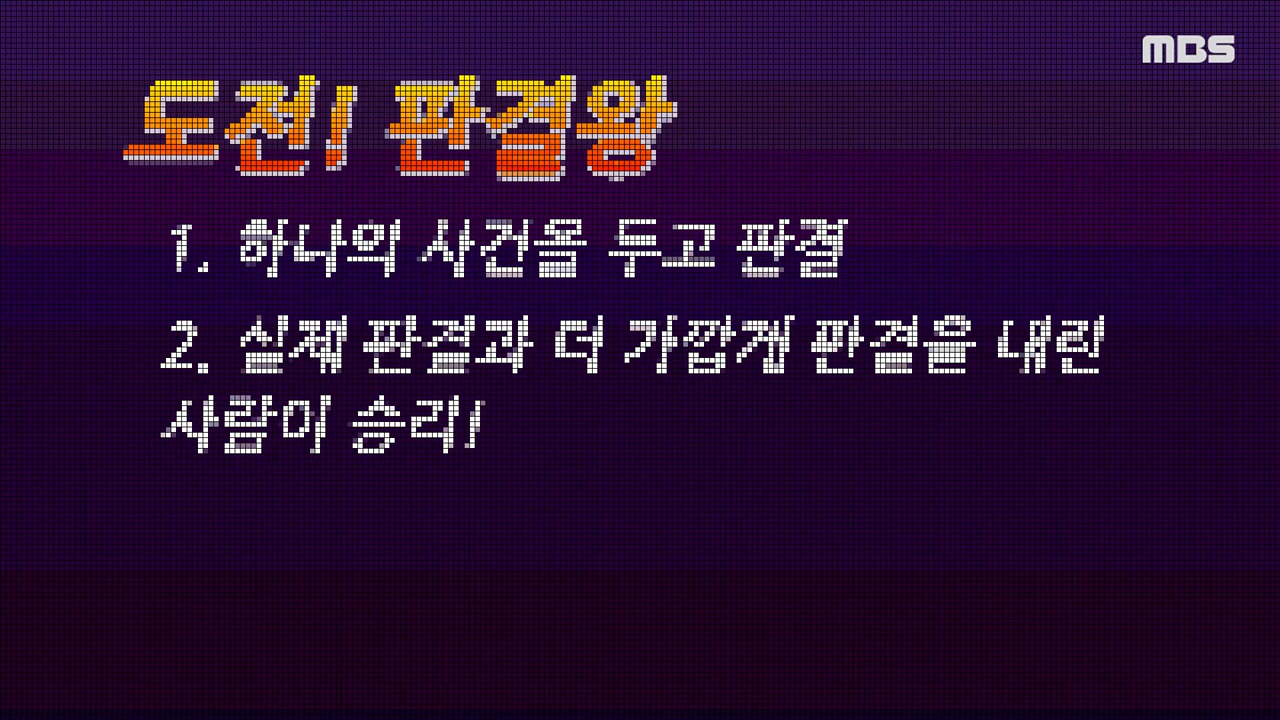 MBS
도전! 판결왕
1. 하나의 사건을 두고 판결
2. 실제 판결과 더 가깝게 판결을 내린
사람이 승리!